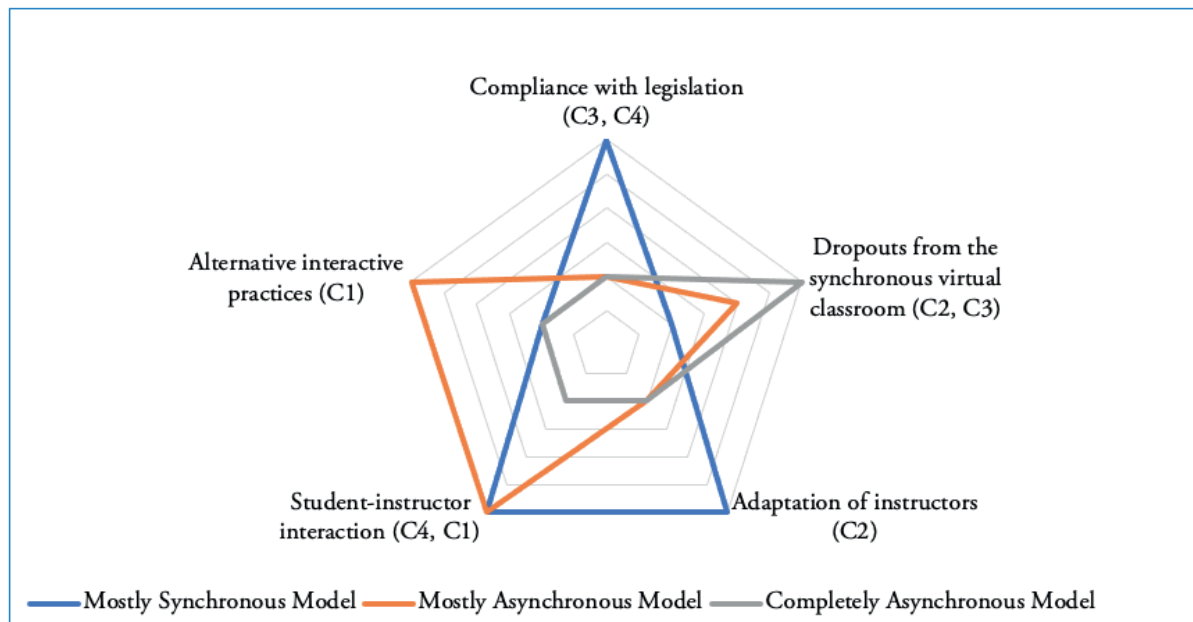 Compliance with legislation
(C3, C4)
Dropouts from the
synchronous virtual
classroom (C2, C3)
Alternative interactive
practices (C1)
Student-instructor
interaction (C4, C1)
Adaptation of instructors
(C2)
Mostly Synchronous Model
Mostly Asynchronous Model
Completely Asynchronous Model